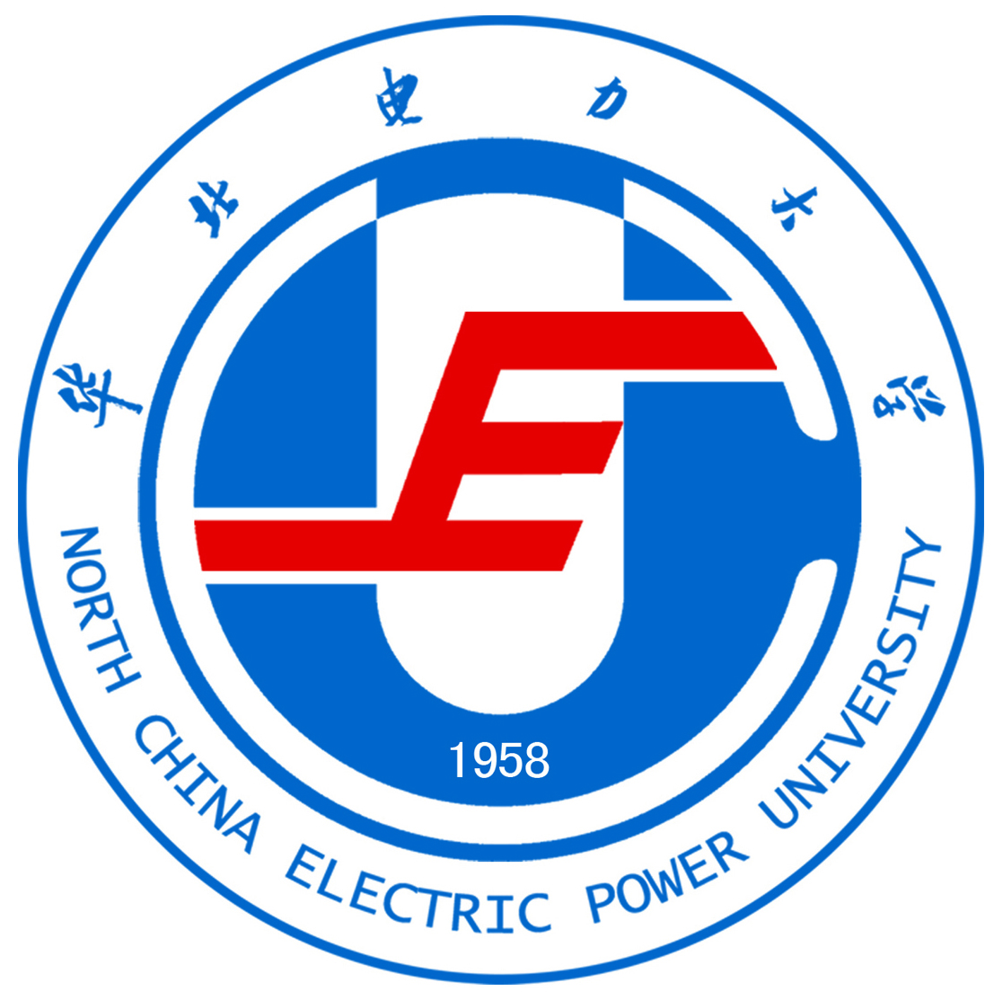 华北电力大学
1958
NORTH CHINA ELECTRIC POWER UNIVERSITY